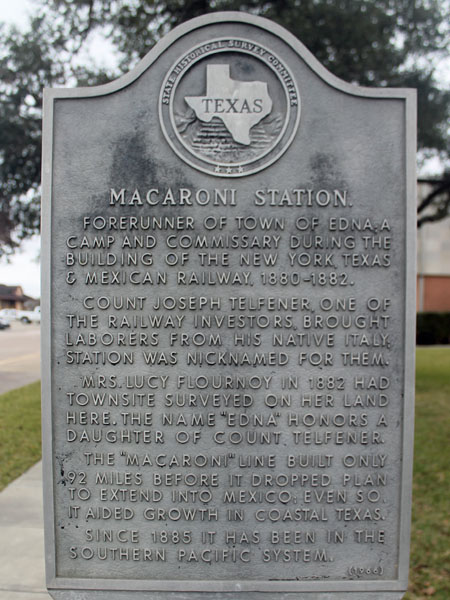 STATE HISTORICAL SURVEY COMMITTEE
TEXAS
MACARONI STATION.
FORERUNNER OF TOWN OF EDNA; A
CAMP AND COMMISSARY DURING THE
BUILDING OF THE NEW YORK, TEXAS
& MEXICAN RAILWAY, 1880-1882.
COUNT JOSEPH TELFENER, ONE OF
THE RAILWAY INVESTORS, BROUGHT
LABORERS FROM HIS NATIVE ITALY.
STATION WAS NICKNAMED FOR THEM.
MRS. LUCY FLOURNOY IN 1882 HAD
TOWNSITE SURVEYED ON HER LAND
HERE. THE NAME "EDNA" HONORS A
DAUGHTER OF COUNT TELFENER.
THE "MACARONI" LINE BUILT ONLY
92 MILES BEFORE IT DROPPED PLAN
TO EXTEND INTO MEXICO; EVEN SO,
IT AIDED GROWTH IN COASTAL TEXAS.
SINCE 1885 IT HAS BEEN IN THE
SOUTHERN PACIFIC SYSTEM.
(1966)